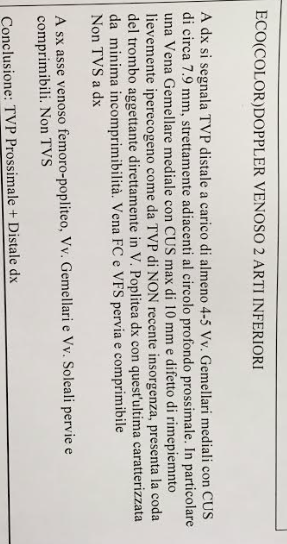 ECO(COLOR)DOPPLER VENOSO 2 ARTI INFERIORI
A dx si segnala TVP distale a carico di almeno 4-5 Vv. Gemellari mediali con CUS
di circa 7.9 mm, strettamente adiacenti al circolo profondo prossimale. In particolare
una Vena Gemellare mediale con CUS max di 10 mm e difetto di rimepiemnto
lievemente iperecogeno come da TVP di NON recente insorgenza, presenta la coda
del trombo aggettante direttamente in V. Poplitea dx con quest'ultima caratterizzata
da minima incomprimibilità. Vena FC e VFS pervia e comprimibile
Non TVS a dx
A sx asse venoso femoro-popliteo, Vv. Gemellari e Vv. Soleali pervie e
comprimibili. Non TVS
Conclusione: TVP Prossimale + Distale dx